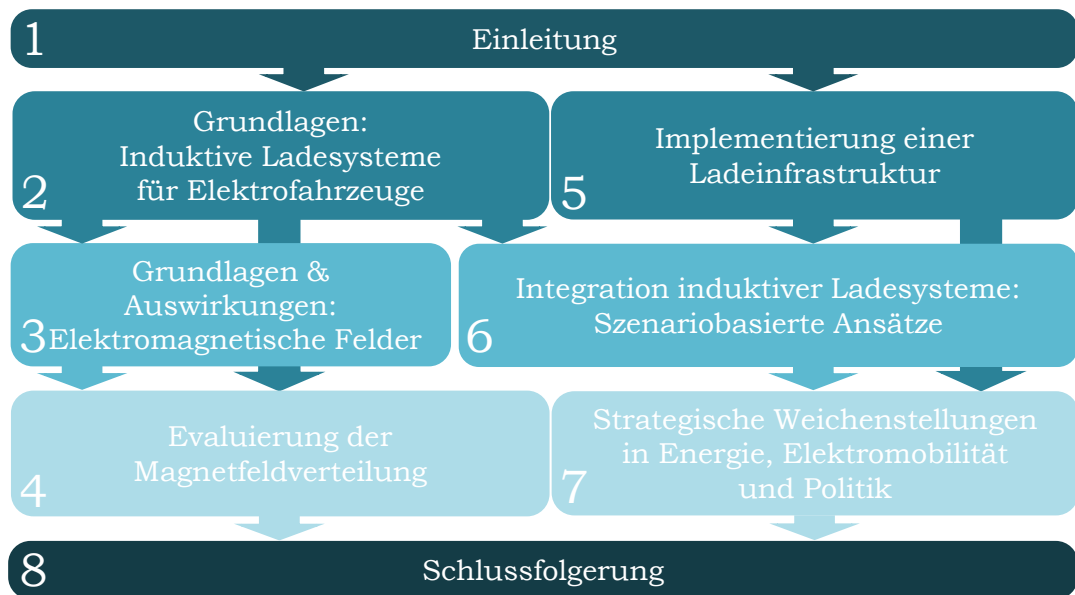 1
Einleitung
Grundlagen:
Induktive Ladesysteme
für Elektrofahrzeuge
2
Implementierung einer
Ladeinfrastruktur
5
Grundlagen &
Auswirkungen:
Elektromagnetische Felder
3
Integration induktiver Ladesysteme:
Szenariobasierte Ansätze
6
Evaluierung der
Magnetfeldverteilung
4
Strategische Weichenstellungen
in Energie, Elektromobilität
und Politik
7
8
Schlussfolgerung